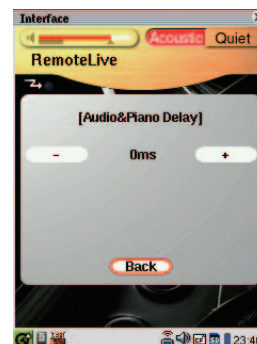 Interface
Acoustic Quiet
RemoteLive
[Audio&Piano Delay]
- 0ms +
Back